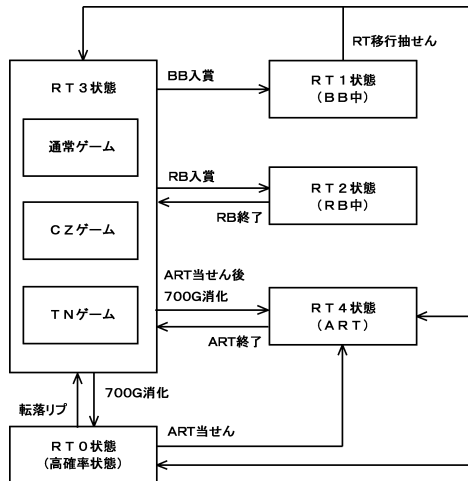 RT移行抽せん
RT3状態
BB入賞
RT1状態
(BB中)
通常ゲーム
RB入賞
RT2状態
(RB中)
RB終了
CZゲーム
ART当せん後
700G消化
RT4状態
(ART)
TNゲーム
ART終了
転落リプ
700G消化
ART当せん
RT0状態
(高確率状態)